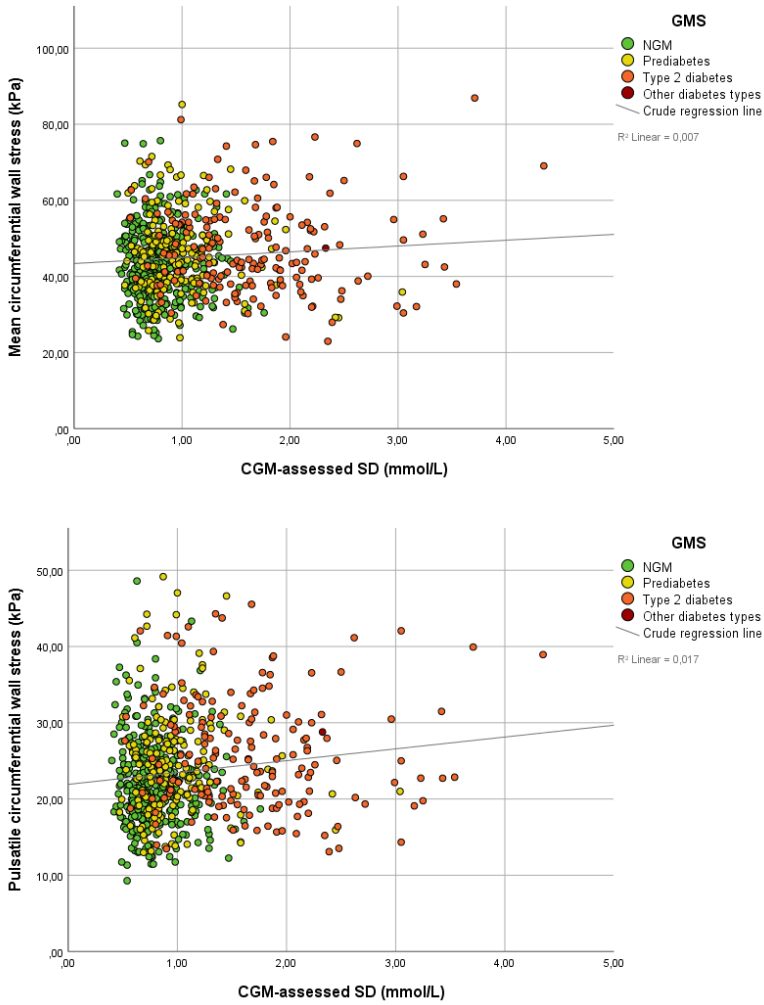 GMS
NGM
Prediabetes
Type 2 diabetes
Other diabetes types
Crude regression line
R² Linear = 0,007
Mean circumferential wall stress (kPa)
100,00
80,00
60,00
40,00
20,00
,00
,00 1,00 2,00 3,00 4,00 5,00
CGM-assessed SD (mmol/L)
GMS
NGM
Prediabetes
Type 2 diabetes
Other diabetes types
Crude regression line
R² Linear = 0,017
Pulsatile circumferential wall stress (kPa)
50,00
40,00
30,00
20,00
10,00
,00
,00 1,00 2,00 3,00 4,00 5,00
CGM-assessed SD (mmol/L)